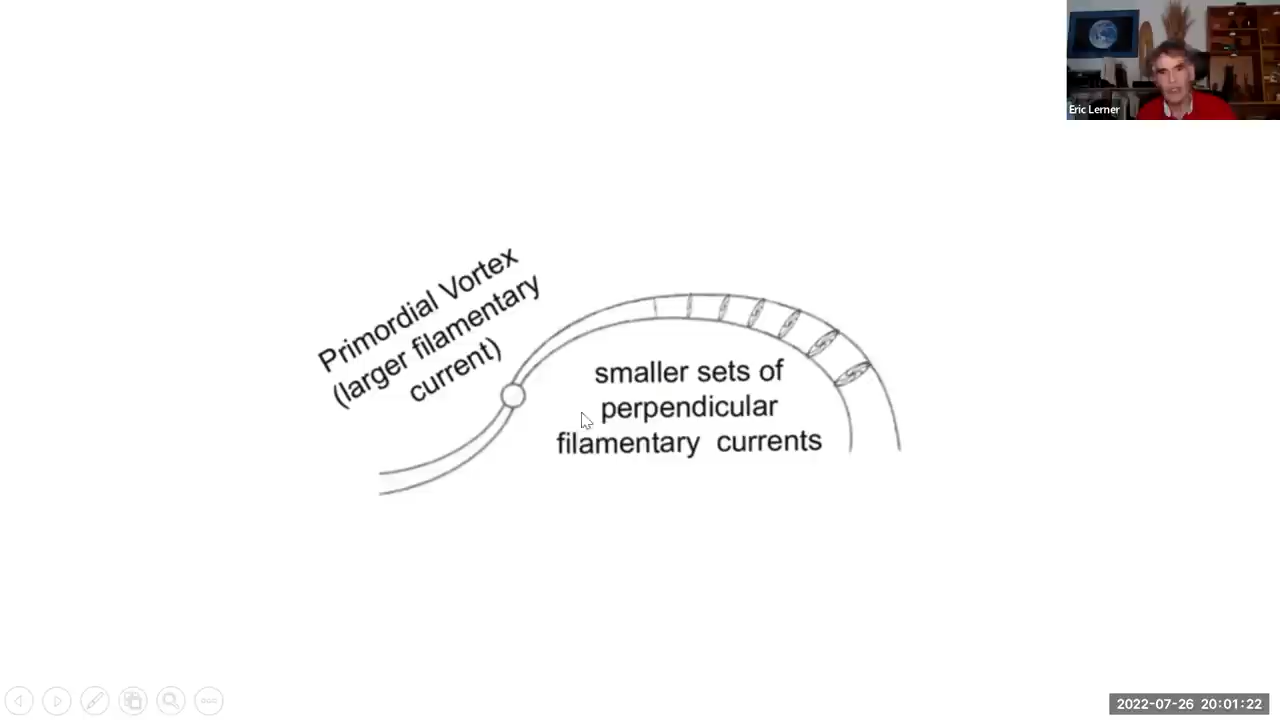 Eric Lerner
Primordial Vortex
(larger filamentary
current)
smaller sets of
perpendicular
filamentary currents
2022-07-26 20:01:22